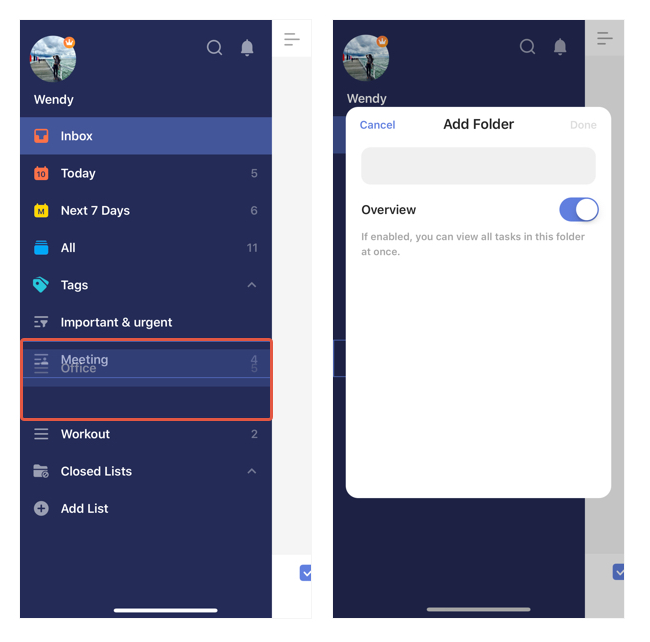 Wendy
Inbox
10 Today 5
M Next 7 Days 6
All 11
Tags
Important & urgent
Meeting 4
Office 5
Workout 2
Closed Lists
Add List
Wendy
Cancel Add Folder Done
Overview
If enabled, you can view all tasks in this folder
at once.